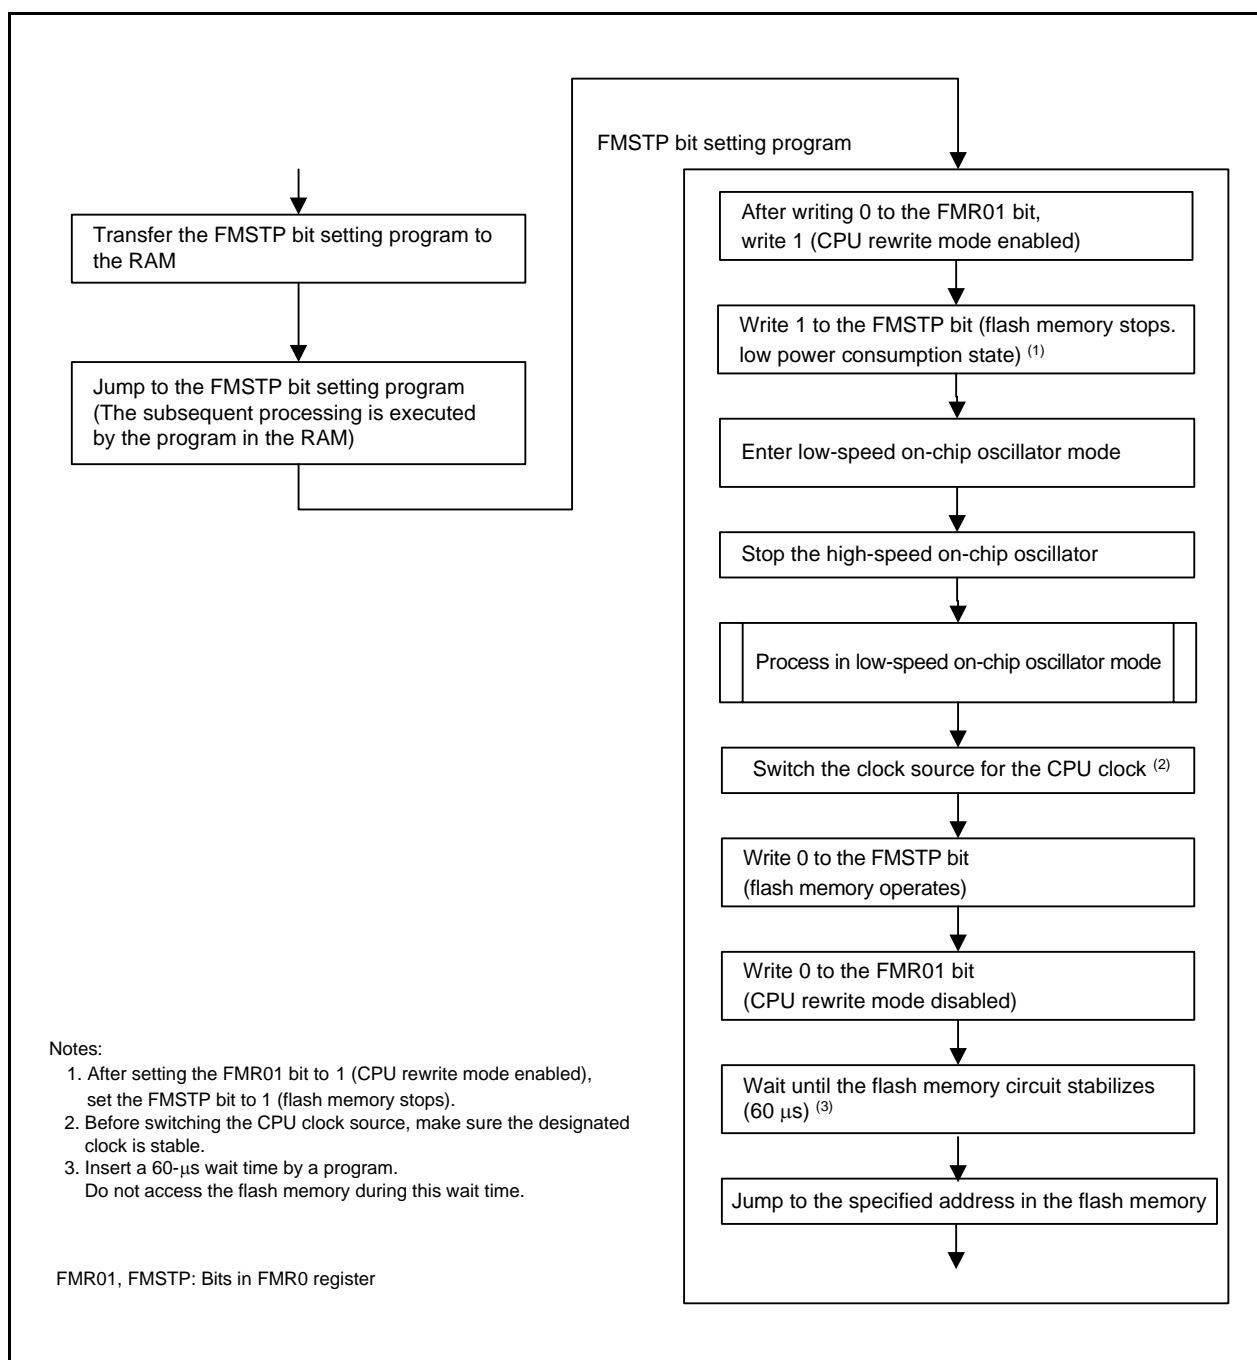 Transfer the FMSTP bit setting program to
the RAM
Jump to the FMSTP bit setting program
(The subsequent processing is executed
by the program in the RAM)
FMSTP bit setting program
After writing 0 to the FMR01 bit,
write 1 (CPU rewrite mode enabled)
Write 1 to the FMSTP bit (flash memory stops.
low power consumption state) (1)
Enter low-speed on-chip oscillator mode
Stop the high-speed on-chip oscillator
Process in low-speed on-chip oscillator mode
Switch the clock source for the CPU clock (2)
Write 0 to the FMSTP bit
(flash memory operates)
Write 0 to the FMR01 bit
(CPU rewrite mode disabled)
Wait until the flash memory circuit stabilizes
(60 μs) (3)
Jump to the specified address in the flash memory
Notes:
1. After setting the FMR01 bit to 1 (CPU rewrite mode enabled),
set the FMSTP bit to 1 (flash memory stops).
2. Before switching the CPU clock source, make sure the designated
clock is stable.
3. Insert a 60-μs wait time by a program.
Do not access the flash memory during this wait time.
FMR01, FMSTP: Bits in FMR0 register